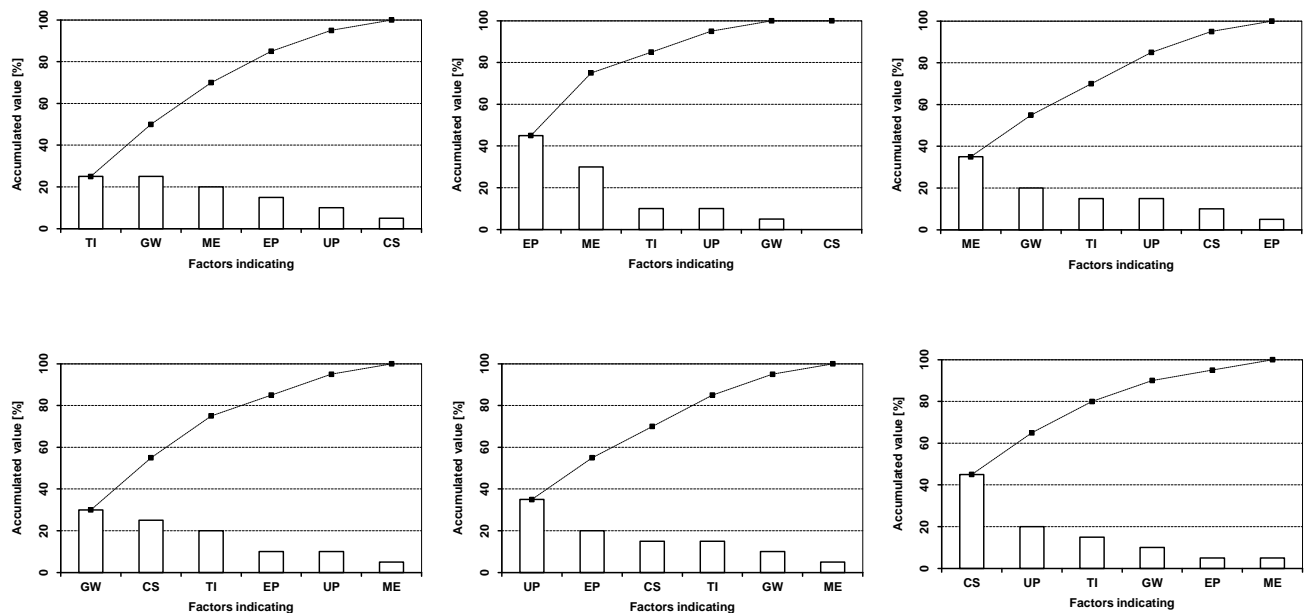 Accumulated value [%]
100
80
60
40
20
0
TI GW ME EP UP CS
Factors indicating
Accumulated value [%]
100
80
60
40
20
0
EP ME TI UP GW CS
Factors indicating
Accumulated value [%]
100
80
60
40
20
0
ME GW TI UP CS EP
Factors indicating
Accumulated value [%]
100
80
60
40
20
0
GW CS TI EP UP ME
Factors indicating
Accumulated value [%]
100
80
60
40
20
0
UP EP CS TI GW ME
Factors indicating
Accumulated value [%]
100
80
60
40
20
0
CS UP TI GW EP ME
Factors indicating